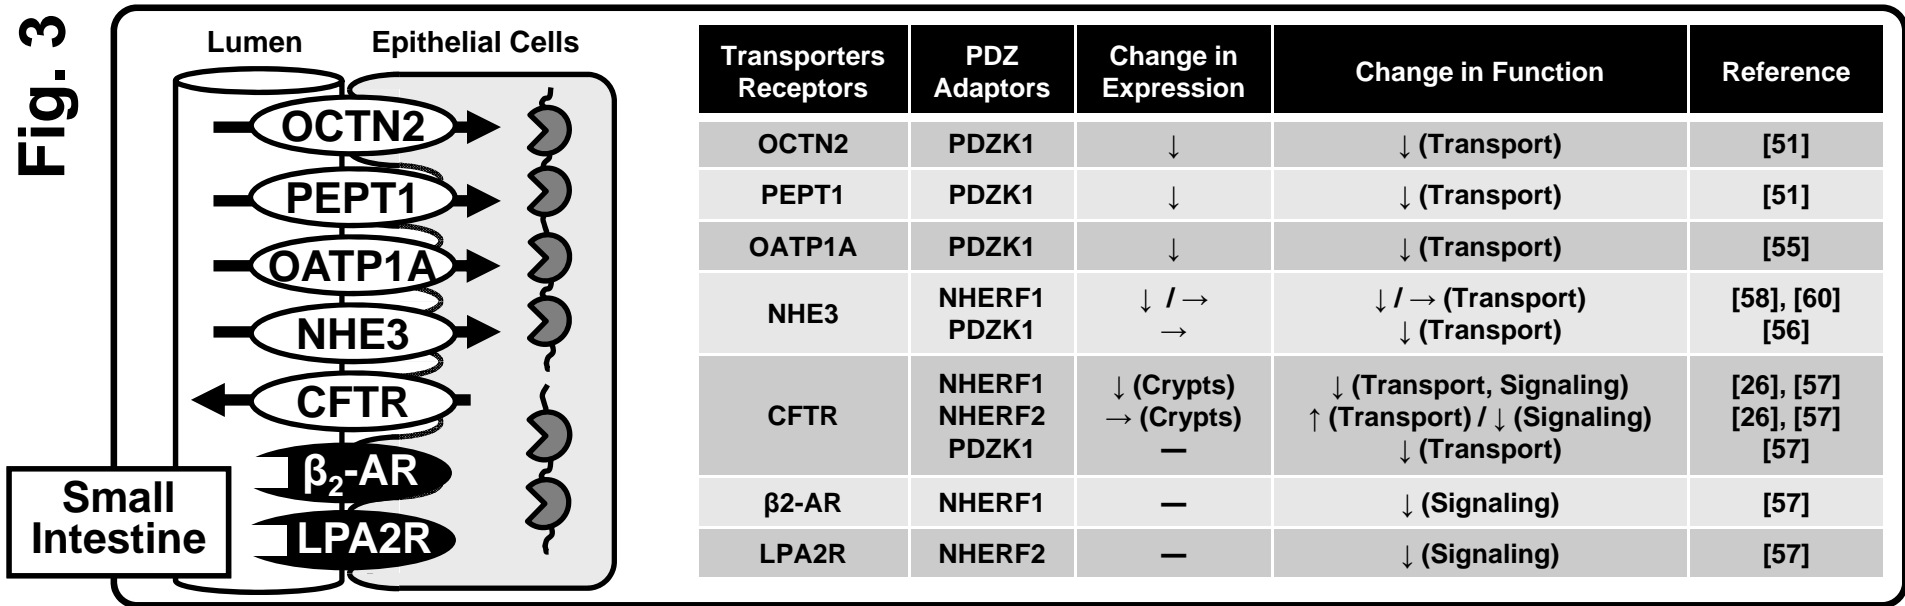 Fig. 3
Lumen
Epithelial Cells
OCTN2
PEPT1
OATP1A
NHE3
CFTR
β2-AR
LPA2R
Small
Intestine
Transporters
Receptors
PDZ
Adaptors
Change in
Expression
Change in Function
Reference
OCTN2 PDZK1 ↓ ↓ (Transport) [51]
PEPT1 PDZK1 ↓ ↓ (Transport) [51]
OATP1A PDZK1 ↓ ↓ (Transport) [55]
NHE3
NHERF1 ↓ / → ↓ / → (Transport) [58], [60]
PDZK1 → ↓ (Transport) [56]
CFTR
NHERF1 ↓ (Crypts) ↓ (Transport, Signaling) [26], [57]
NHERF2 → (Crypts) ↑ (Transport) / ↓ (Signaling) [26], [57]
PDZK1 — ↓ (Transport) [57]
β2-AR NHERF1 — ↓ (Signaling) [57]
LPA2R NHERF2 — ↓ (Signaling) [57]